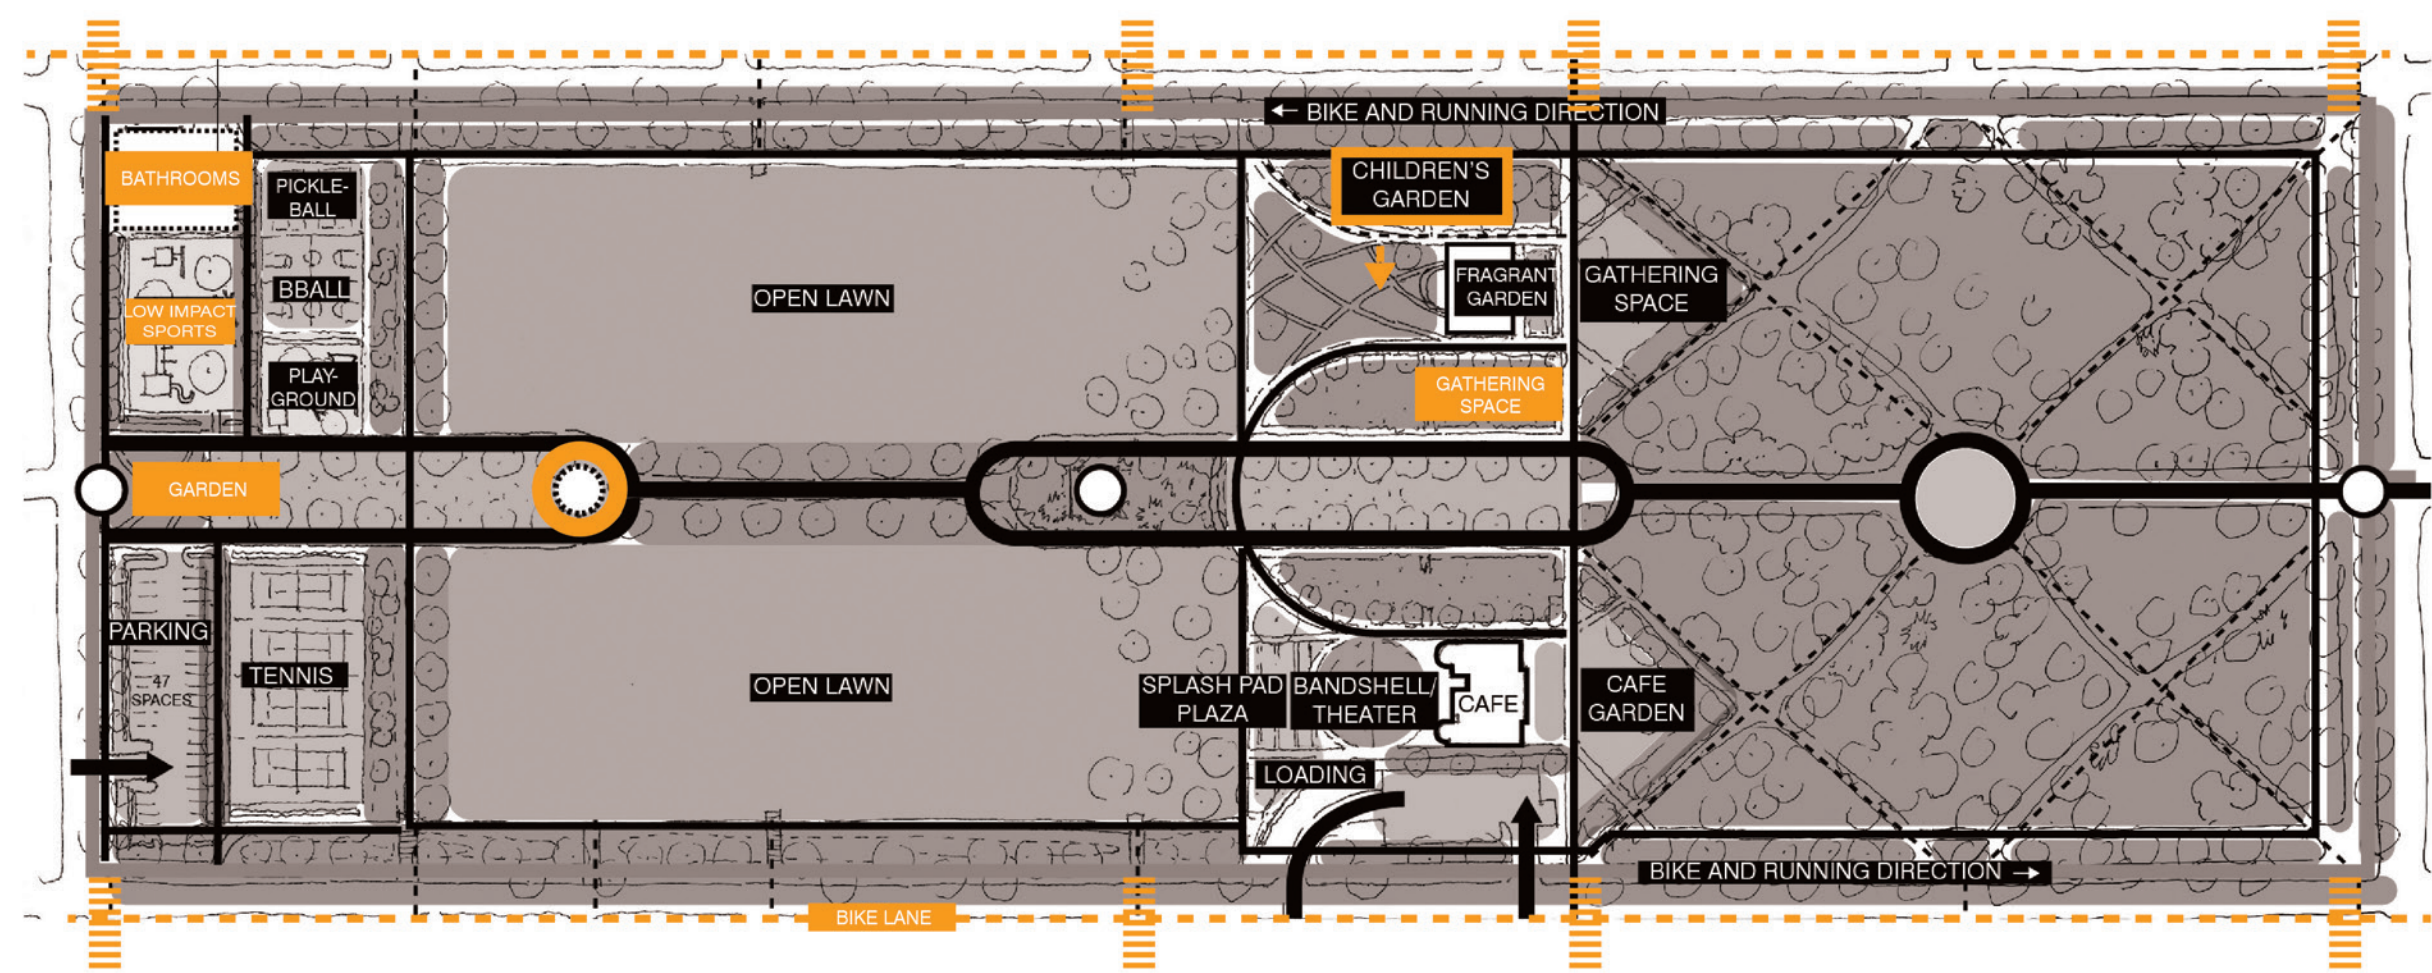 ← BIKE AND RUNNING DIRECTION
BATHROOMS
PICKLE-
BALL
CHILDREN'S
GARDEN
BBALL
OPEN LAWN
FRAGRANT
GARDEN
GATHERING
SPACE
LOW IMPACT
SPORTS
PLAY-
GROUND
GATHERING
SPACE
GARDEN
PARKING
47
SPACES
TENNIS
OPEN LAWN
SPLASH PAD
PLAZA
BANDSHELL/
THEATER
CAFE
CAFE
GARDEN
LOADING
BIKE AND RUNNING DIRECTION →
BIKE LANE